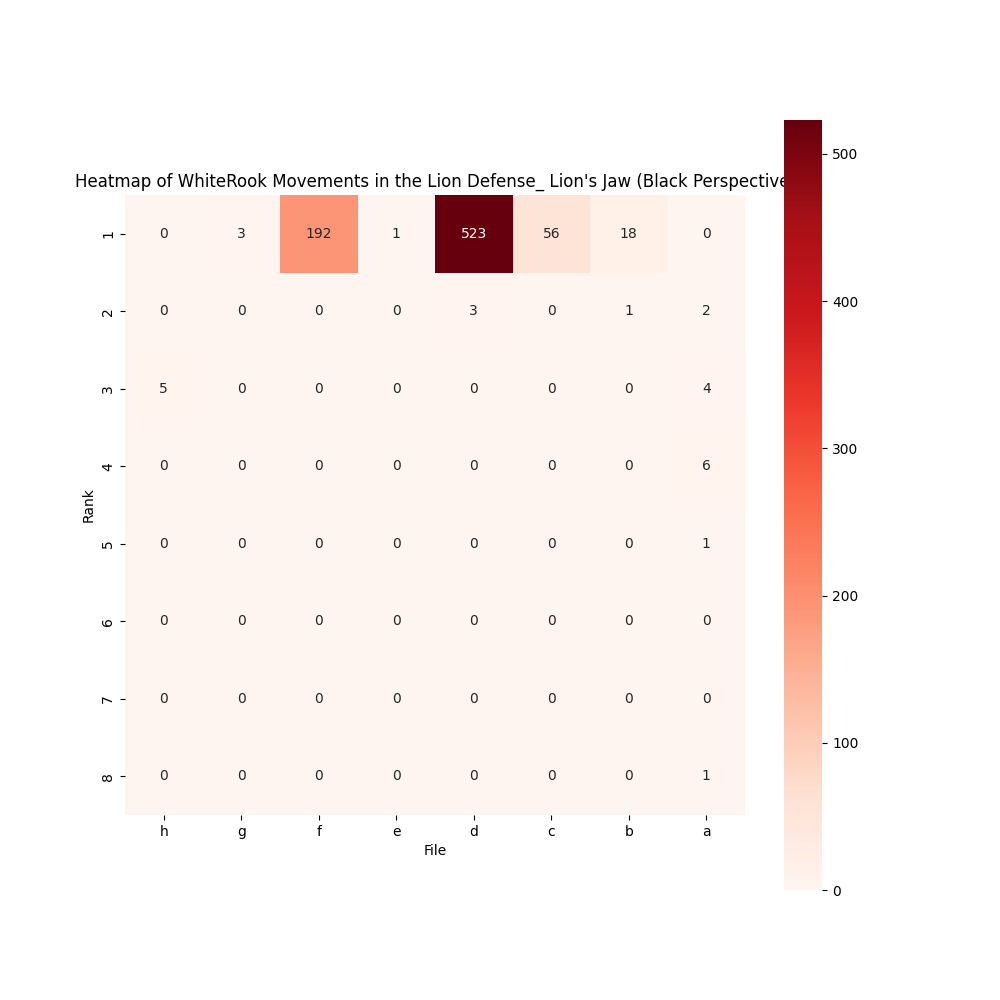 Heatmap of WhiteRook Movements in the Lion Defense_ Lion's Jaw (Black Perspective
1 0 3 192 1 523 56 18 0
2 0 0 0 0 3 0 1 2
3 5 0 0 0 0 0 0 4
4 0 0 0 0 0 0 0 6
5 0 0 0 0 0 0 0 1
6 0 0 0 0 0 0 0 0
7 0 0 0 0 0 0 0 0
8 0 0 0 0 0 0 0 1
h g f e d c b a
File
Rank
500
400
300
200
100
0